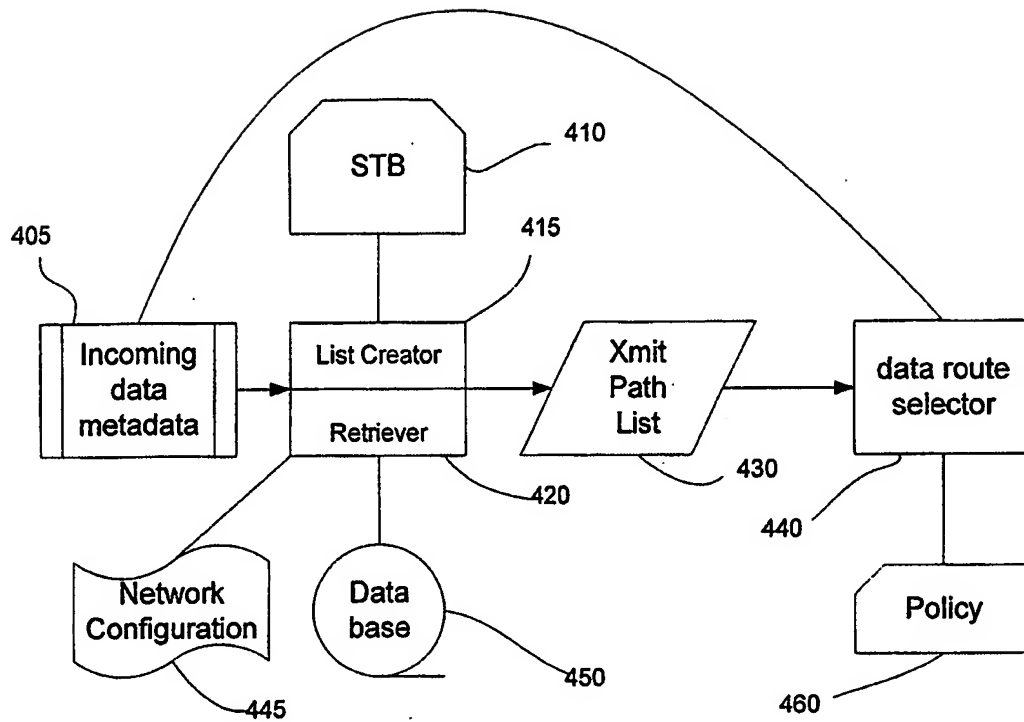 410
STB
405
415
Incoming
data
metadata
List Creator
Retriever
Xmit
Path
List
data route
selector
420
430
440
Network
Configuration
Data
base
Policy
445
450
460